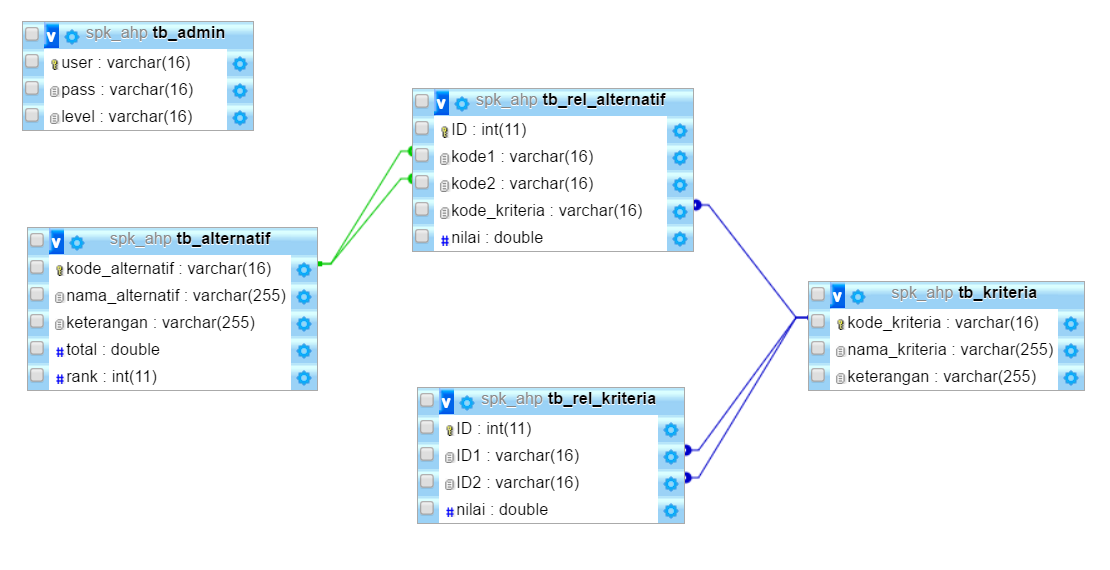 v spk_ahp tb_admin
user : varchar(16)
pass : varchar(16)
level : varchar(16)
v spk_ahp tb_rel_alternatif
ID : int(11)
kode1 : varchar(16)
kode2 : varchar(16)
kode_kriteria : varchar(16)
# nilai : double
v spk_ahp tb_alternatif
kode_alternatif : varchar(16)
nama_alternatif : varchar(255)
keterangan : varchar(255)
# total : double
# rank : int(11)
v spk_ahp tb_kriteria
kode_kriteria : varchar(16)
nama_kriteria : varchar(255)
keterangan : varchar(255)
v spk_ahp tb_rel_kriteria
ID : int(11)
ID1 : varchar(16)
ID2 : varchar(16)
# nilai : double